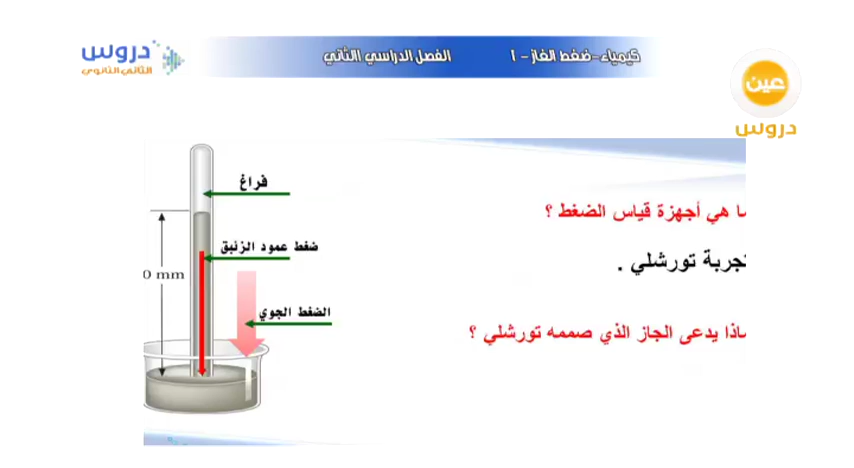 دروس
الثاني الثانوي
كيمياء - ضغط الغاز - ٢
الفصل الدراسي الثاني
عين
دروس
ما هي أجهزة قياس الضغط ؟
تجربة تورشلي .
ماذا يدعى الجاز الذي صممه تورشلي ؟
فراغ
ضغط عمود الزئبق
0 mm
الضغط الجوي